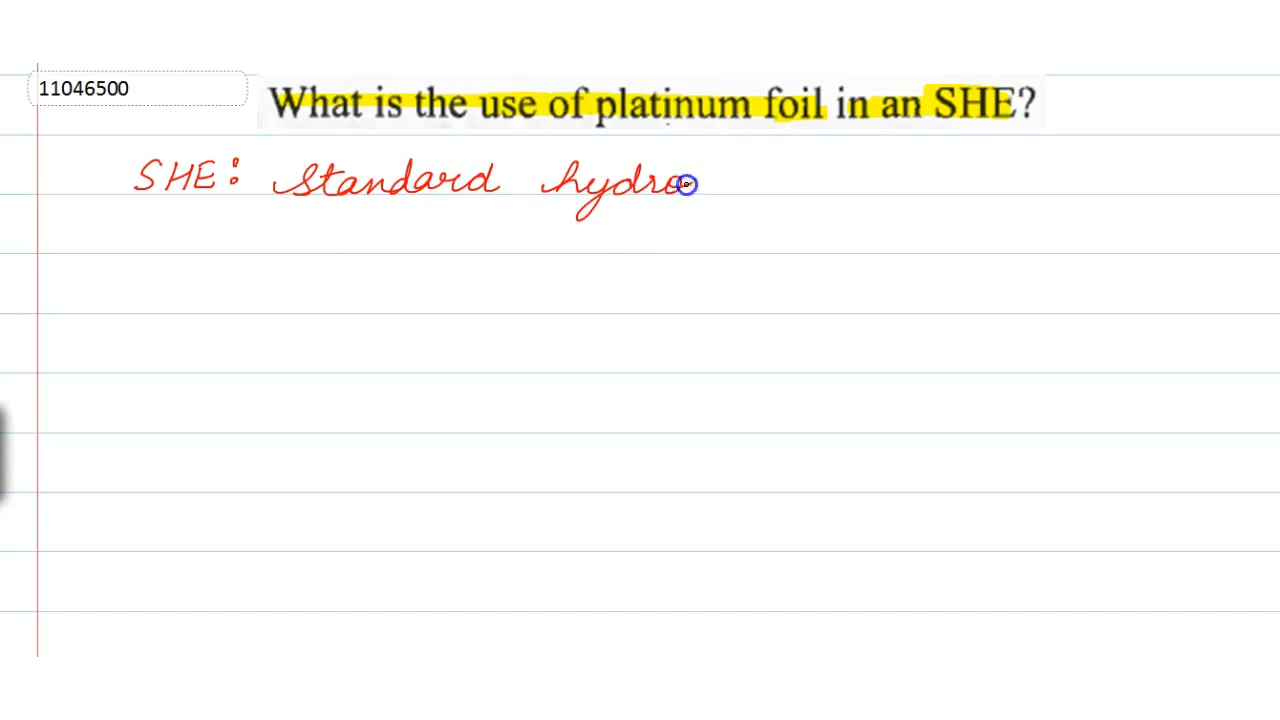 11046500
What is the use of platinum foil in an SHE?
SHE: Standard hydro